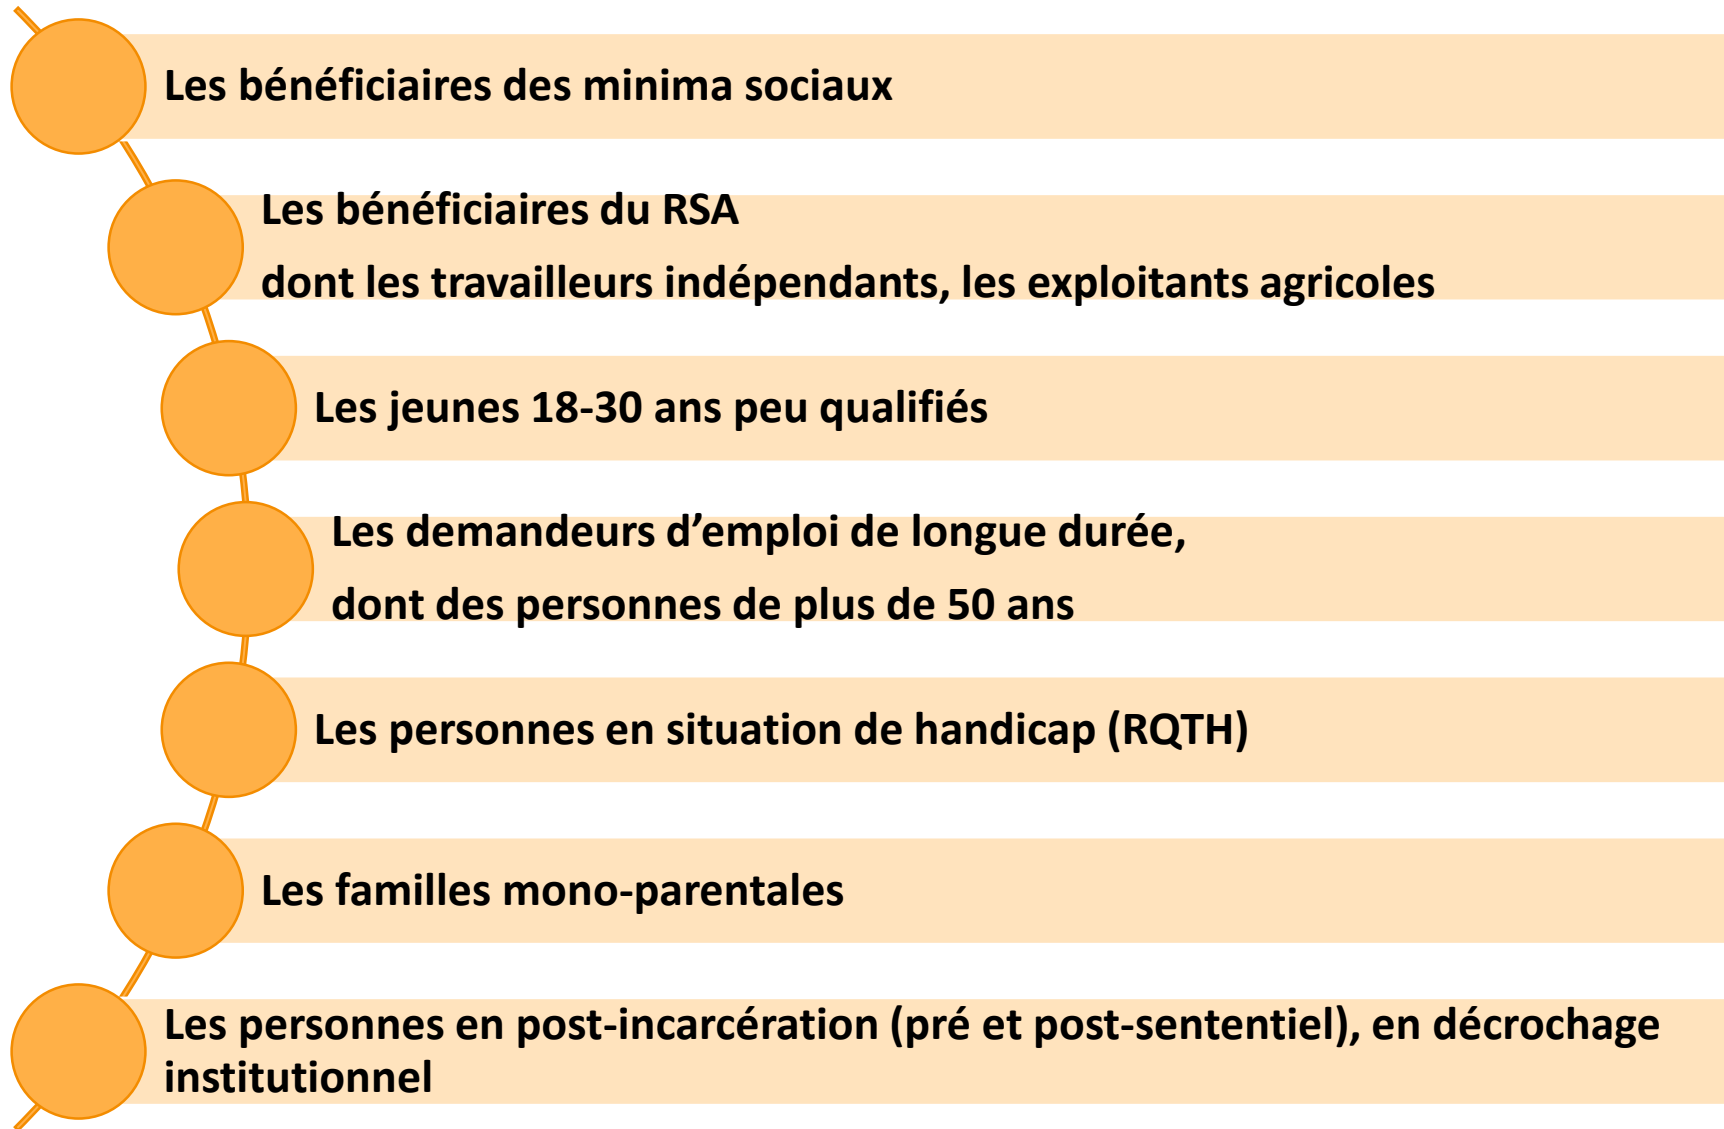 Les bénéficiaires des minima sociaux
Les bénéficiaires du RSA
dont les travailleurs indépendants, les exploitants agricoles
Les jeunes 18-30 ans peu qualifiés
Les demandeurs d’emploi de longue durée,
dont des personnes de plus de 50 ans
Les personnes en situation de handicap (RQTH)
Les familles mono-parentales
Les personnes en post-incarcération (pré et post-sententiel), en décrochage
institutionnel